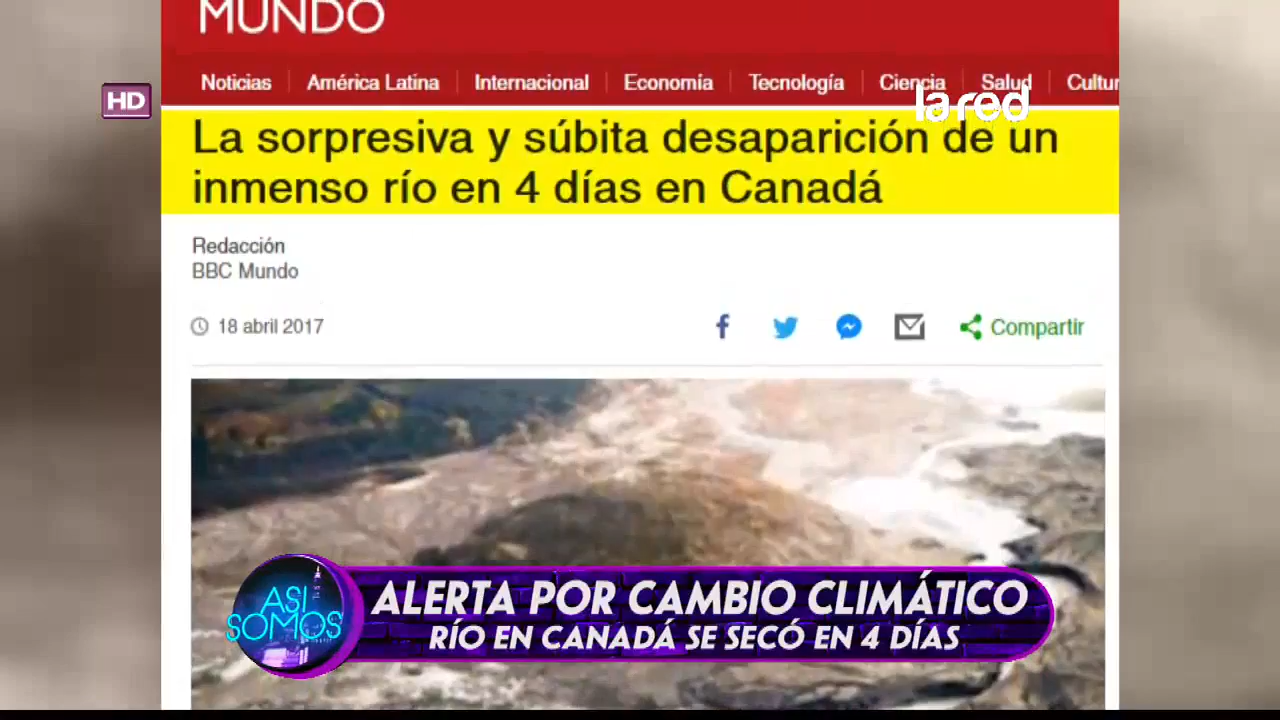 MUNDO
Noticias América Latina Internacional Economía Tecnología Ciencia Salud Cultur
HD
la red
La sorpresiva y súbita desaparición de un
inmenso río en 4 días en Canadá
Redacción
BBC Mundo
18 abril 2017
Compartir
ASI
SOMOS
ALERTA POR CAMBIO CLIMÁTICO
RÍO EN CANADÁ SE SECÓ EN 4 DÍAS